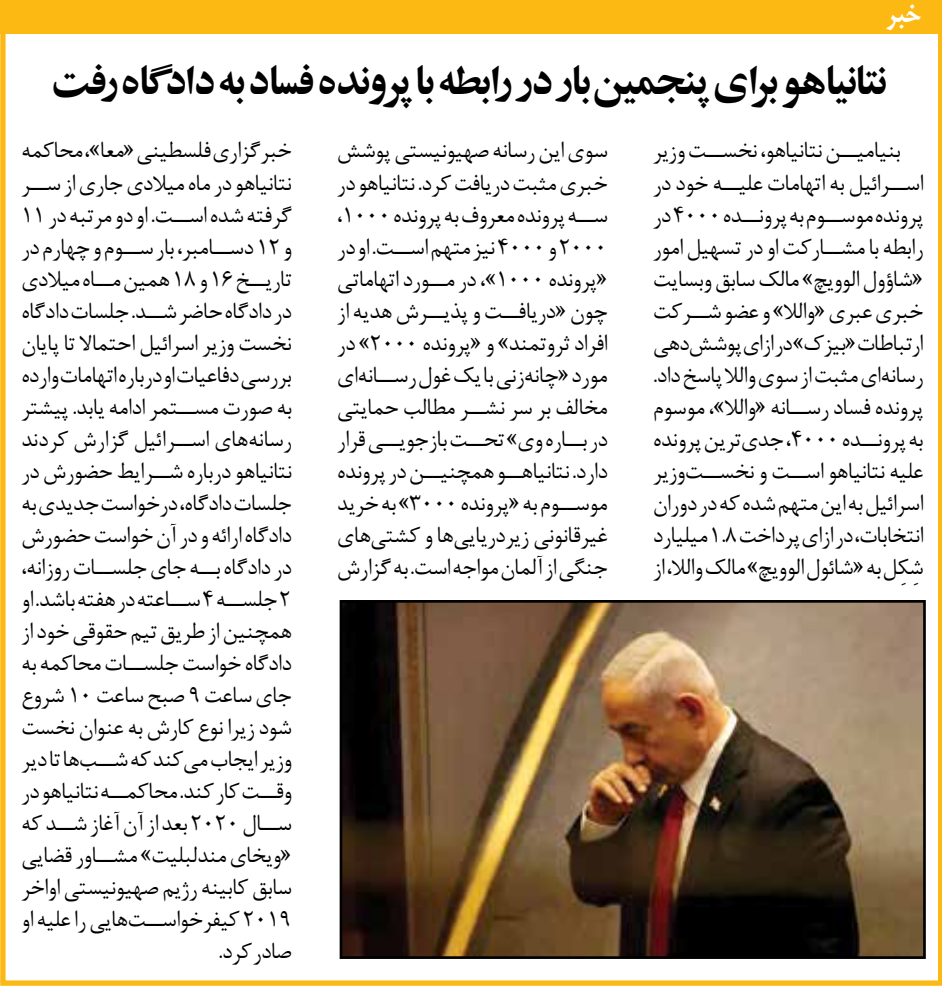 خبر
نتانیاهو برای پنجمین بار در رابطه با پرونده فساد به دادگاه رفت
بنیامین نتانیاهو، نخست وزیر
اسرائیل به اتهامات علیه خود در
پرونده موسوم به پرونده ۴۰۰۰ در
رابطه با مشارکت او در تسهیل امور
«شاؤول الوویچ» مالک سابق وبسایت
خبری عبری «واللا» و عضو شرکت
ارتباطات «بیزک» در ازای پوشش‌دهی
رسانه‌ای مثبت از سوی واللا پاسخ داد.
پرونده فساد رسانه «واللا»، موسوم
به پرونده ۴۰۰۰، جدی‌ترین پرونده
علیه نتانیاهو است و نخست‌وزیر
اسرائیل به این متهم شده که در دوران
انتخابات، در ازای پرداخت ۱.۸ میلیارد
شکل به «شائول الوویچ» مالک واللا، از
سوی این رسانه صهیونیستی پوشش
خبری مثبت دریافت کرد. نتانیاهو در
سه پرونده معروف به پرونده ۱۰۰۰،
۲۰۰۰ و ۴۰۰۰ نیز متهم است. او در
«پرونده ۱۰۰۰»، در مورد اتهاماتی
چون «دریافت و پذیرش هدیه از
افراد ثروتمند» و «پرونده ۲۰۰۰» در
مورد «چانه‌زنی با یک غول رسانه‌ای
مخالف بر سر نشر مطالب حمایتی
درباره وی» تحت بازجویی قرار
دارد. نتانیاهو همچنین در پرونده
موسوم به «پرونده ۳۰۰۰» به خرید
غیرقانونی زیردریایی‌ها و کشتی‌های
جنگی از آلمان مواجه است. به گزارش
خبرگزاری فلسطینی «معا»، محاکمه
نتانیاهو در ماه میلادی جاری از سر
گرفته شده است. او دو مرتبه در ۱۱
و ۱۲ دسامبر، بار سوم و چهارم در
تاریخ ۱۶ و ۱۸ همین ماه میلادی
در دادگاه حاضر شد. جلسات دادگاه
نخست وزیر اسرائیل احتمالا تا پایان
بررسی دفاعیات او درباره اتهامات وارده
به صورت مستمر ادامه یابد. پیشتر
رسانه‌های اسرائیل گزارش کردند
نتانیاهو درباره شرایط حضورش در
جلسات دادگاه، درخواست جدیدی به
دادگاه ارائه و در آن خواست حضورش
در دادگاه به جای جلسات روزانه،
۲ جلسه ۴ ساعته در هفته باشد. او
همچنین از طریق تیم حقوقی خود از
دادگاه خواست جلسات محاکمه به
جای ساعت ۹ صبح ساعت ۱۰ شروع
شود زیرا نوع کارش به عنوان نخست
وزیر ایجاب می‌کند که شب‌ها تا دیر
وقت کار کند. محاکمه نتانیاهو در
سال ۲۰۲۰ بعد از آن آغاز شد که
«ویخای مندلبلیت» مشاور قضایی
سابق کابینه رژیم صهیونیستی اواخر
۲۰۱۹ کیفرخواست‌هایی را علیه او
صادر کرد.